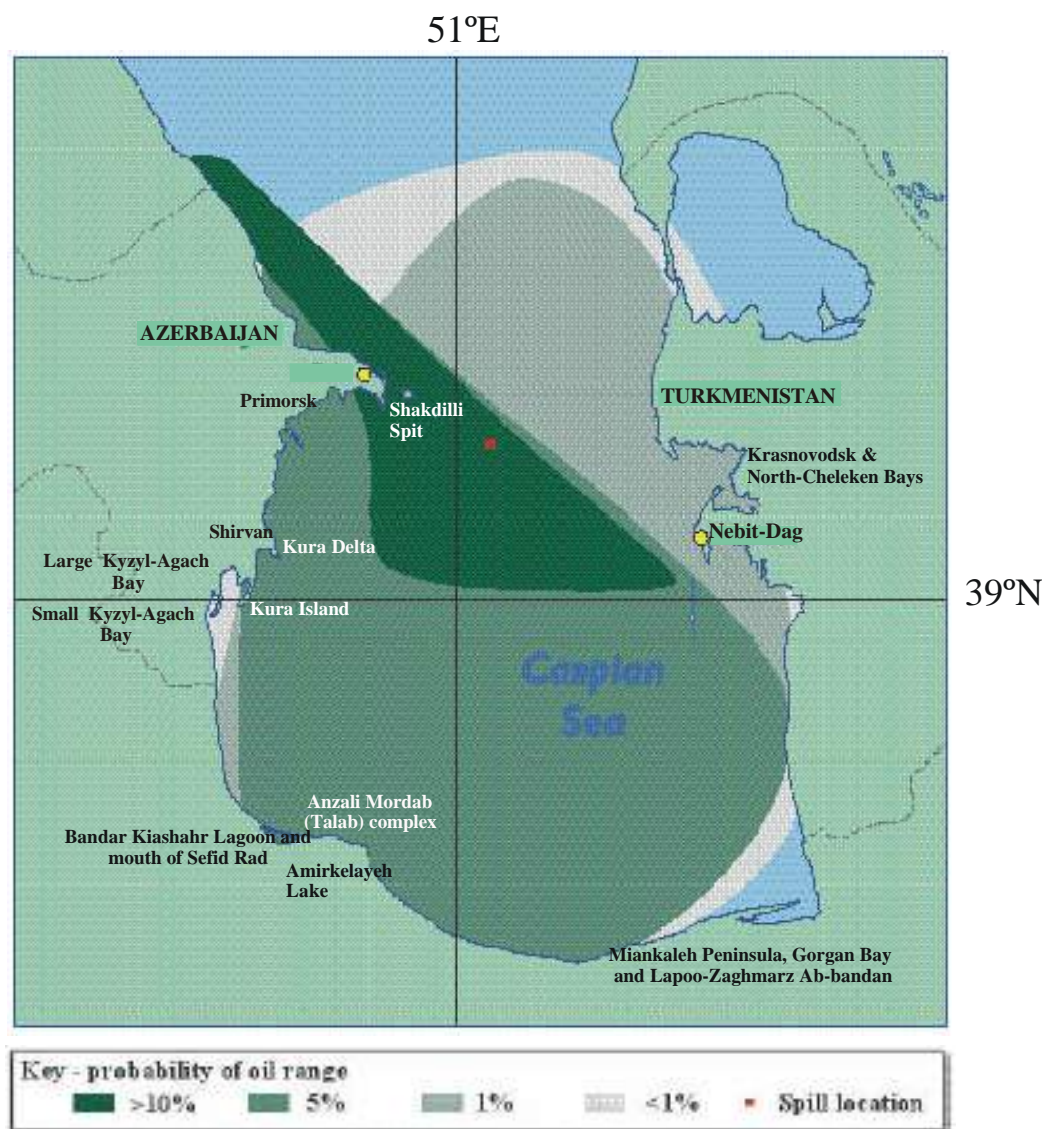 51ºE
AZERBAIJAN
Primorsk
Shakdilli
Spit
TURKMENISTAN
Krasnovodsk &
North-Cheleken Bays
Nebit-Dag
Shirvan
Kura Delta
Large Kyzyl-Agach
Bay
39ºN
Small Kyzyl-Agach
Bay
Kura Island
Caspian
Sea
Anzali Mordab
(Talab) complex
Bandar Kiashahr Lagoon and
mouth of Sefid Rad
Amirkelayeh
Lake
Miankaleh Peninsula, Gorgan Bay
and Lapoo-Zaghmarz Ab-bandan
Key - probability of oil range
>10% 5% 1% <1% Spill location